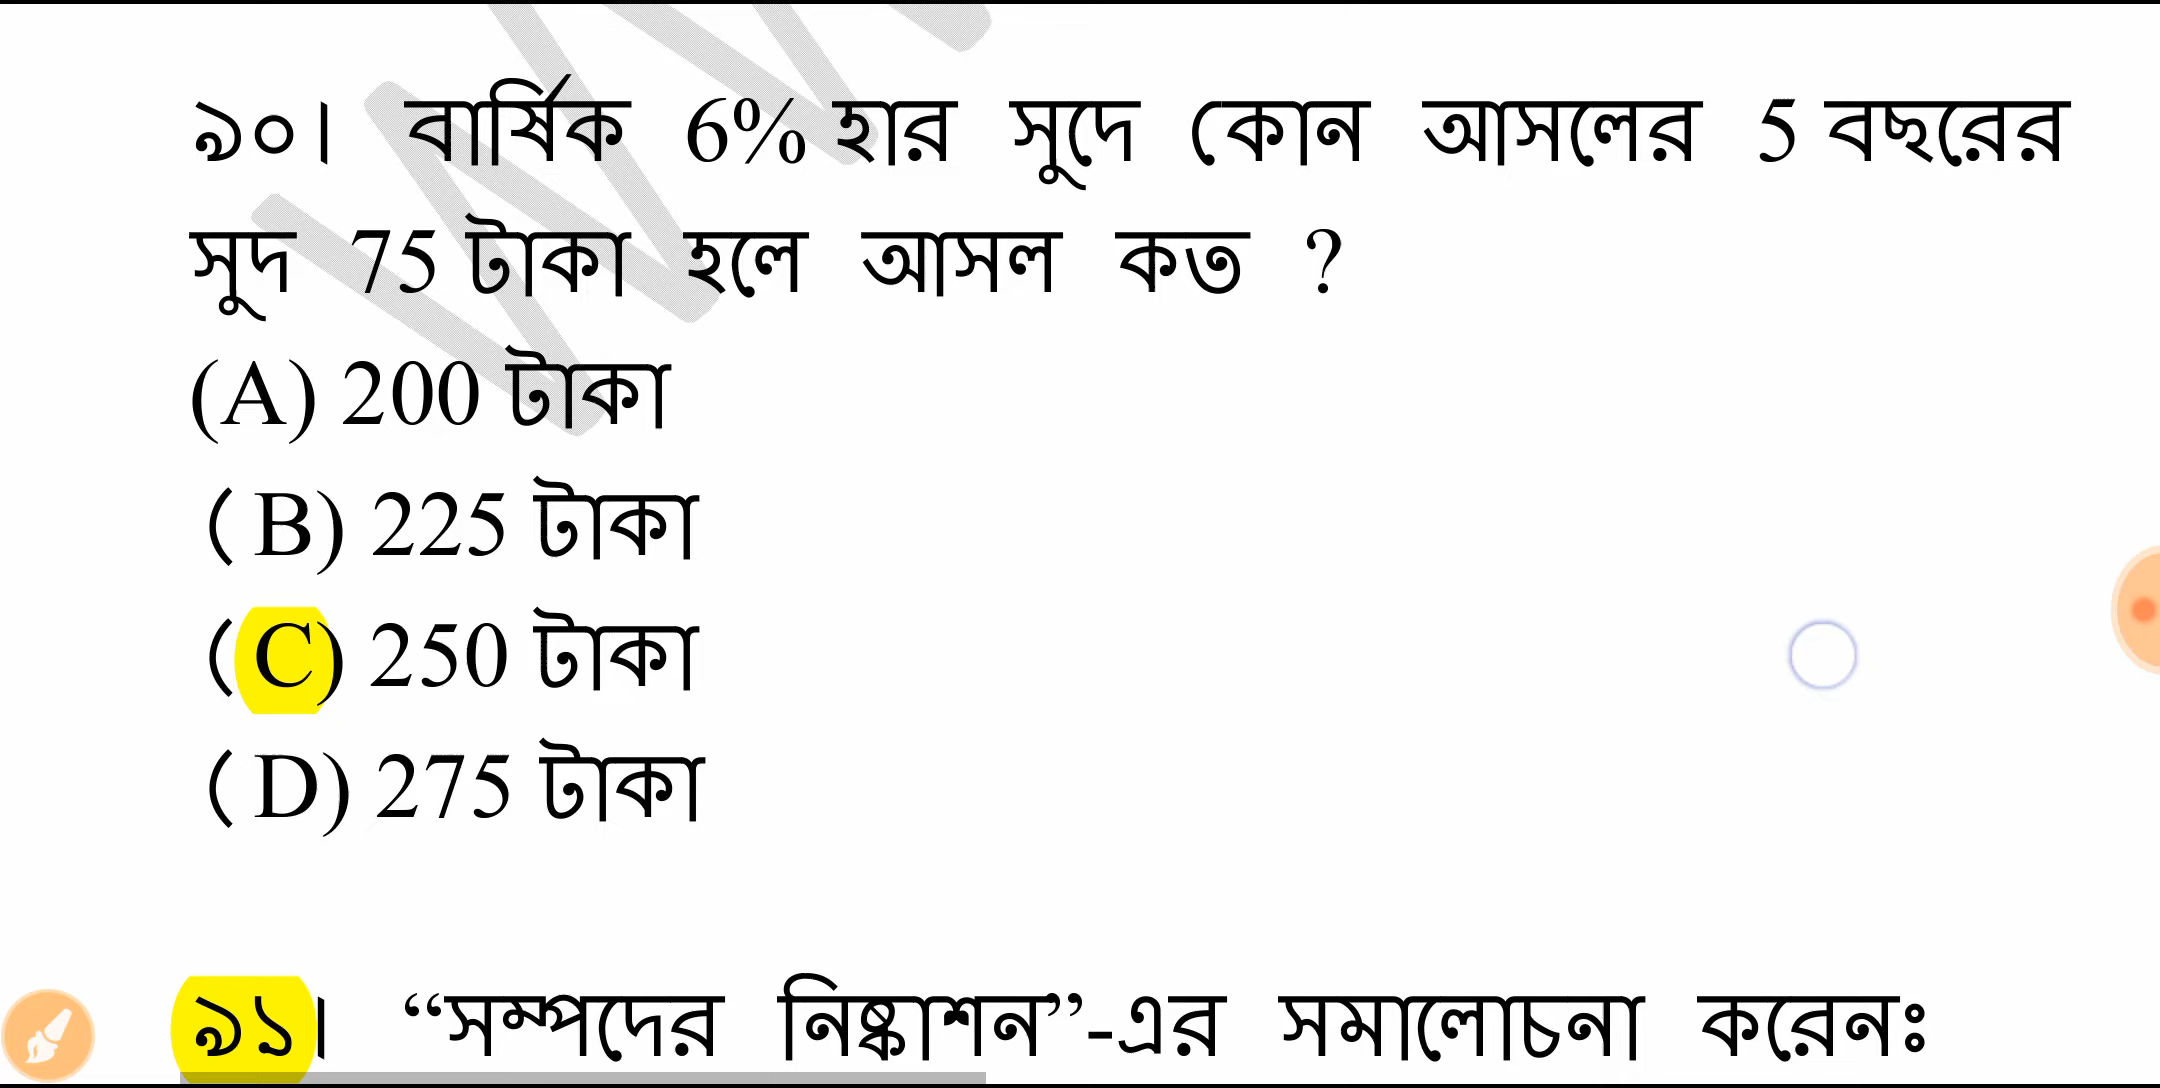 ৯০। বার্ষিক 6% হার সুদে কোন আসলের 5 বছরের
সুদ 75 টাকা হলে আসল কত ?
(A) 200 টাকা
( B) 225 টাকা
( C) 250 টাকা
( D) 275 টাকা
৯১। “সম্পদের নিষ্কাশন”-এর সমালোচনা করেনঃ